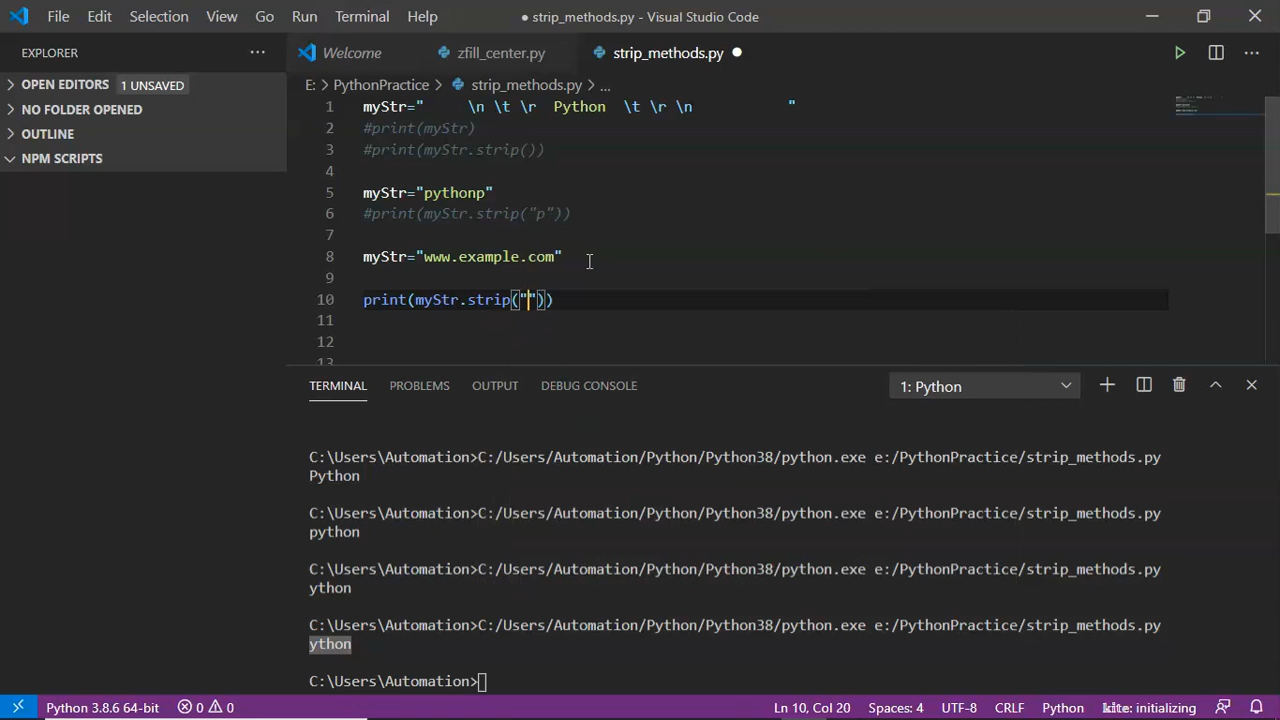 File Edit Selection View Go Run Terminal Help ● strip_methods.py - Visual Studio Code
EXPLORER ···
Welcome zfill_center.py strip_methods.py ●
OPEN EDITORS 1 UNSAVED
E: > PythonPractice > strip_methods.py > ...
NO FOLDER OPENED
OUTLINE
NPM SCRIPTS
1 myStr="     \n \t \r  Python  \t \r \n          "
2 #print(myStr)
3 #print(myStr.strip())
4
5 myStr="pythonp"
6 #print(myStr.strip("p"))
7
8 myStr="www.example.com"
9
10 print(myStr.strip(""))
11
12
13
TERMINAL PROBLEMS OUTPUT DEBUG CONSOLE 1: Python
C:\Users\Automation>C:/Users/Automation/Python/Python38/python.exe e:/PythonPractice/strip_methods.py
Python
C:\Users\Automation>C:/Users/Automation/Python/Python38/python.exe e:/PythonPractice/strip_methods.py
python
C:\Users\Automation>C:/Users/Automation/Python/Python38/python.exe e:/PythonPractice/strip_methods.py
ython
C:\Users\Automation>C:/Users/Automation/Python/Python38/python.exe e:/PythonPractice/strip_methods.py
ython
C:\Users\Automation>
Python 3.8.6 64-bit 0 0 Ln 10, Col 20 Spaces: 4 UTF-8 CRLF Python kite: initializing